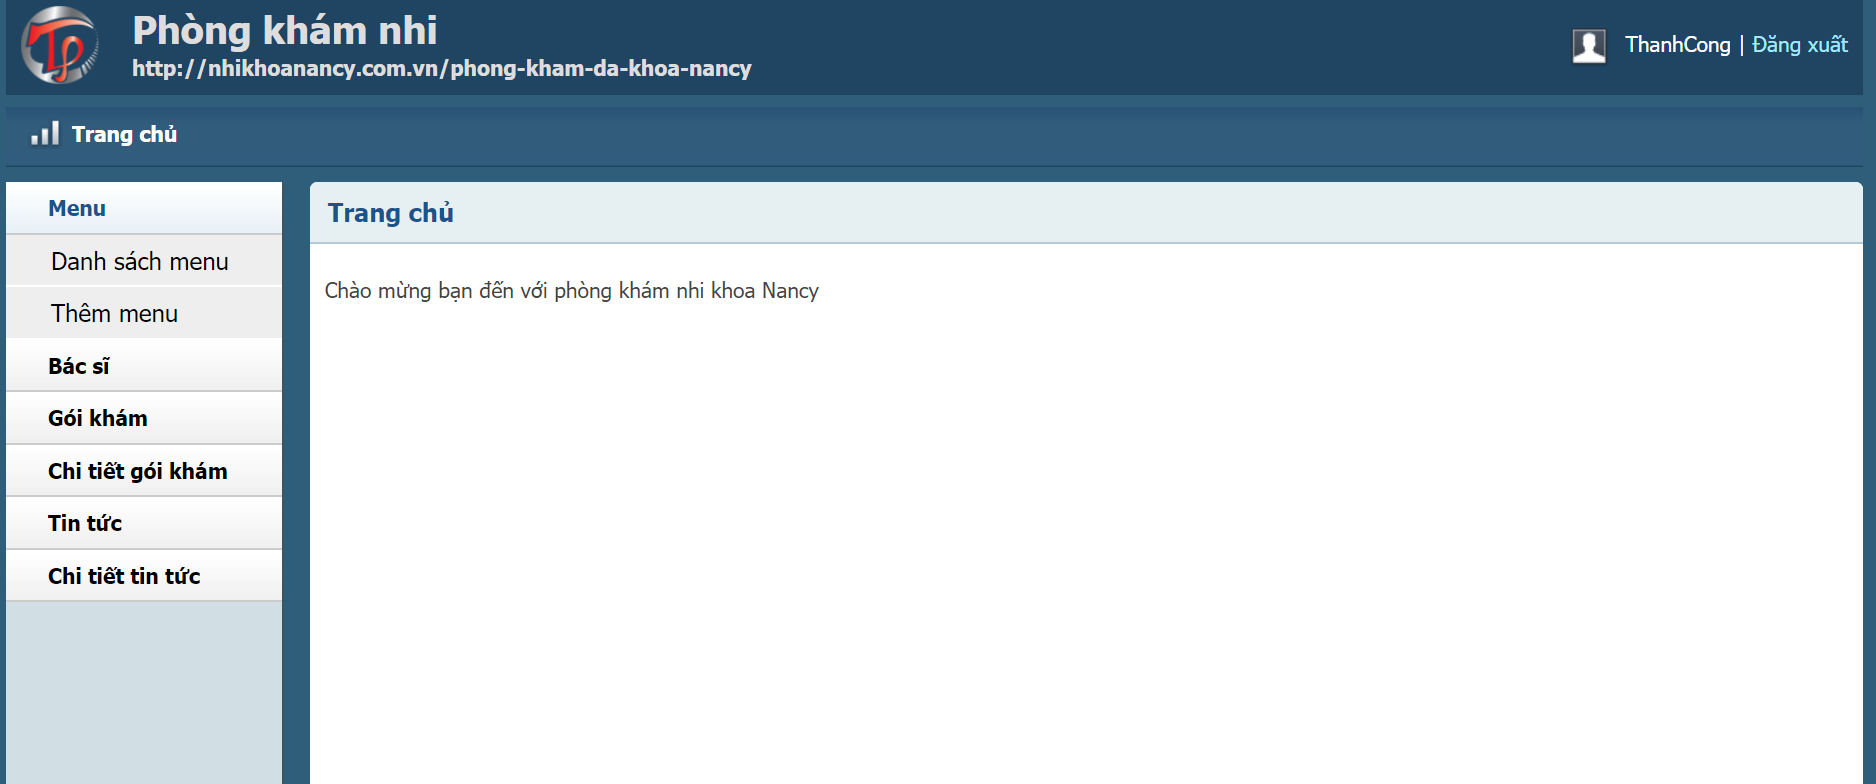 Phòng khám nhi
http://nhikhoanancy.com.vn/phong-kham-da-khoa-nancy
ThanhCong | Đăng xuất
Trang chủ
Menu
Danh sách menu
Thêm menu
Bác sĩ
Gói khám
Chi tiết gói khám
Tin tức
Chi tiết tin tức
Trang chủ
Chào mừng bạn đến với phòng khám nhi khoa Nancy